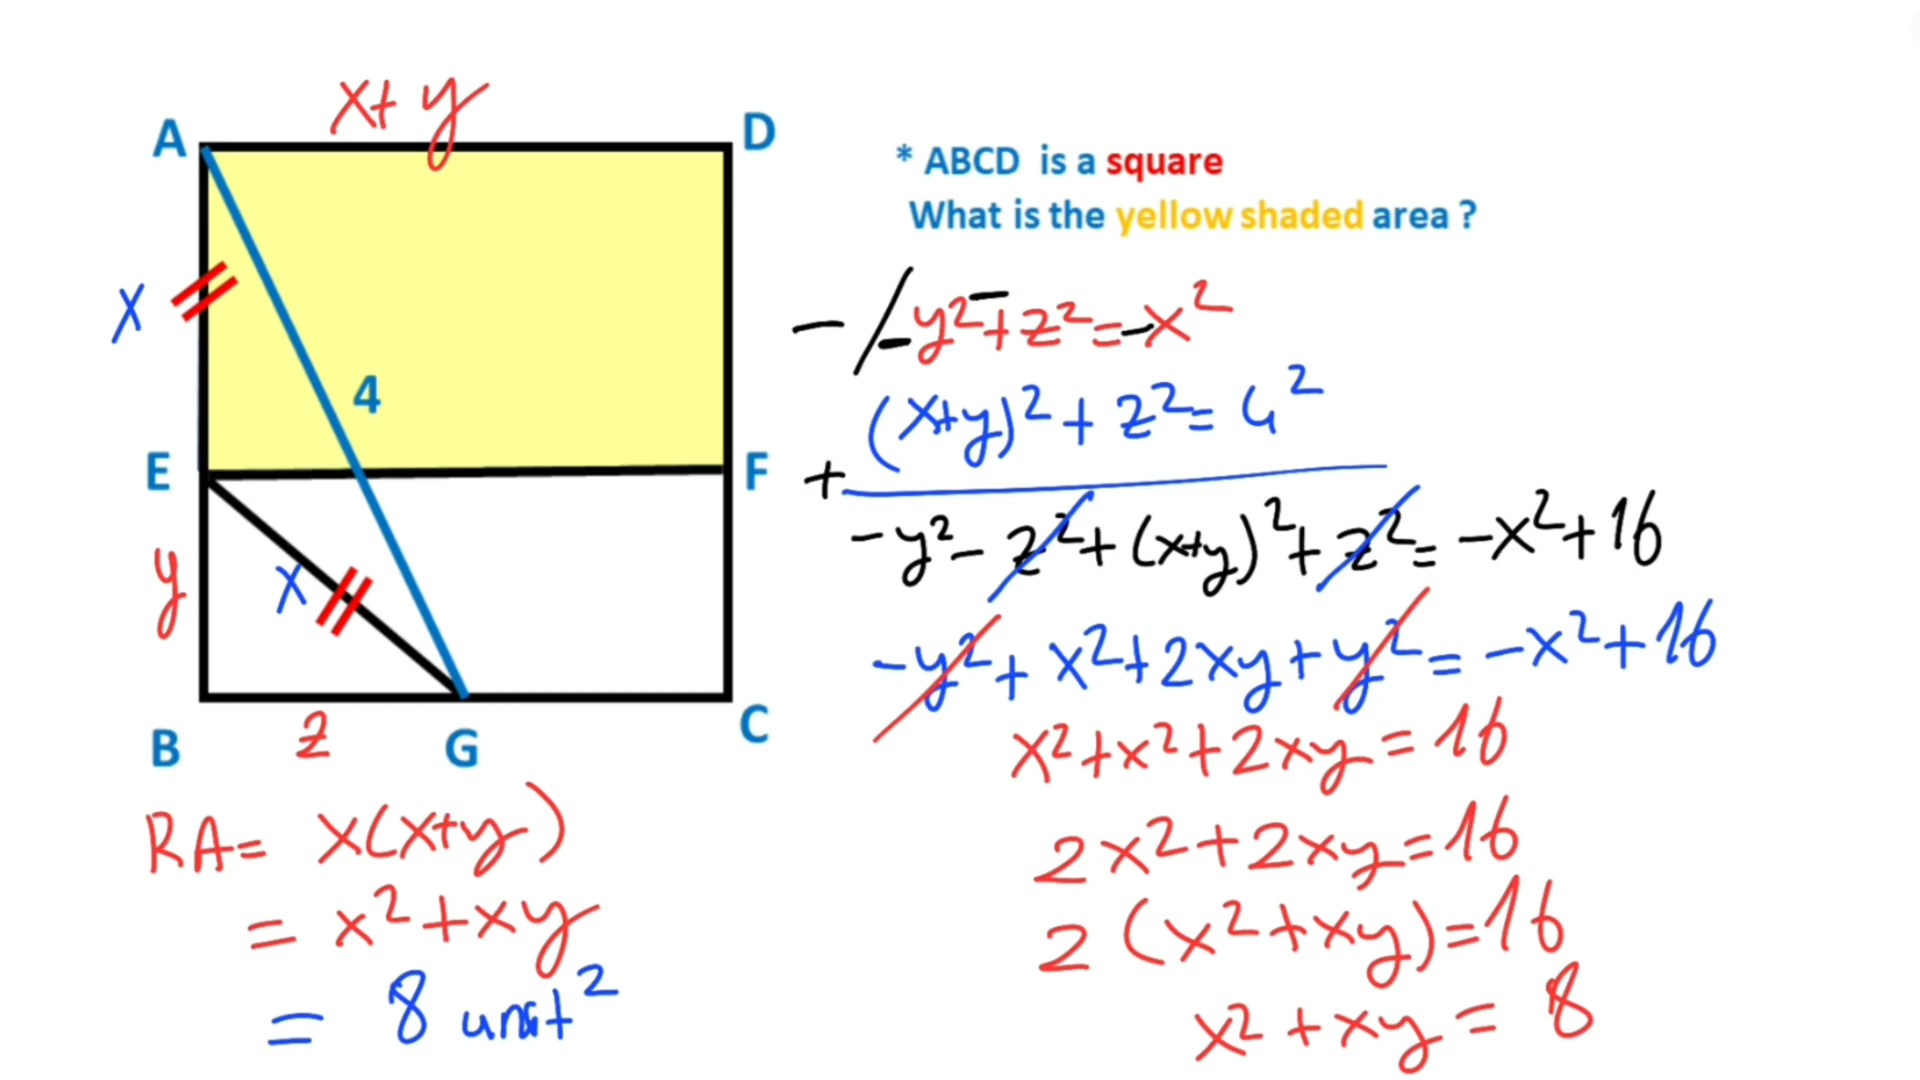 x+y
A
D
* ABCD is a square
What is the yellow shaded area ?
x
4
-/-y²+z²=-x²
(x+y)²+z²=4²
+
E
F
-y²-z²+(x+y)²+z²=-x²+16
y
x
-y²+x²+2xy+y²=-x²+16
B
z
G
C
x²+x²+2xy=16
RA= x(x+y)
2x²+2xy=16
= x²+xy
2(x²+xy)=16
= 8 unit²
x²+xy=8